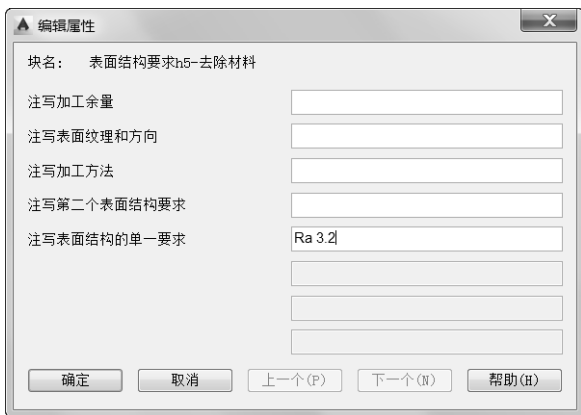 编辑属性
块名: 表面结构要求h5-去除材料
注写加工余量
注写表面纹理和方向
注写加工方法
注写第二个表面结构要求
注写表面结构的单一要求 Ra 3.2
确定 取消 上一个(P) 下一个(N) 帮助(H)